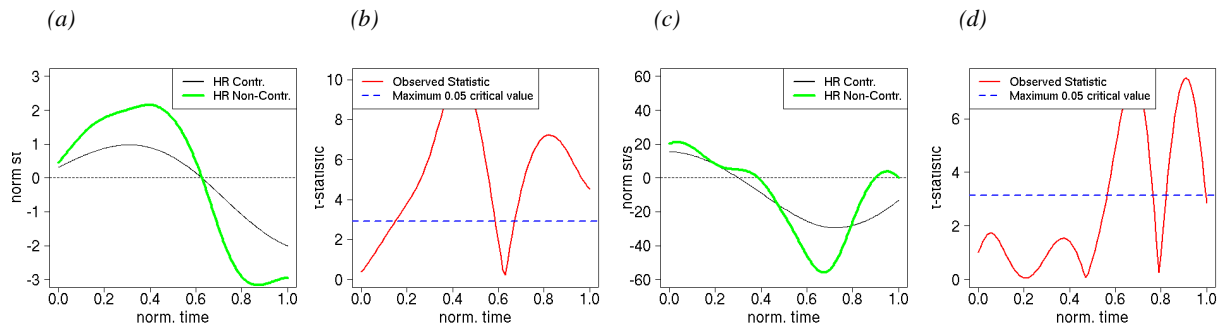 (a)
(b)
(c)
(d)
HR Contr.
HR Non-Contr.
norm st
3
2
1
0
-1
-2
-3
0.0 0.2 0.4 0.6 0.8 1.0
norm. time
Observed Statistic
Maximum 0.05 critical value
t-statistic
10
8
6
4
2
0
0.0 0.2 0.4 0.6 0.8 1.0
norm. time
HR Contr.
HR Non-Contr.
norm st/s
60
40
20
0
-20
-40
-60
0.0 0.2 0.4 0.6 0.8 1.0
norm. time
Observed Statistic
Maximum 0.05 critical value
t-statistic
6
4
2
0
0.0 0.2 0.4 0.6 0.8 1.0
norm. time